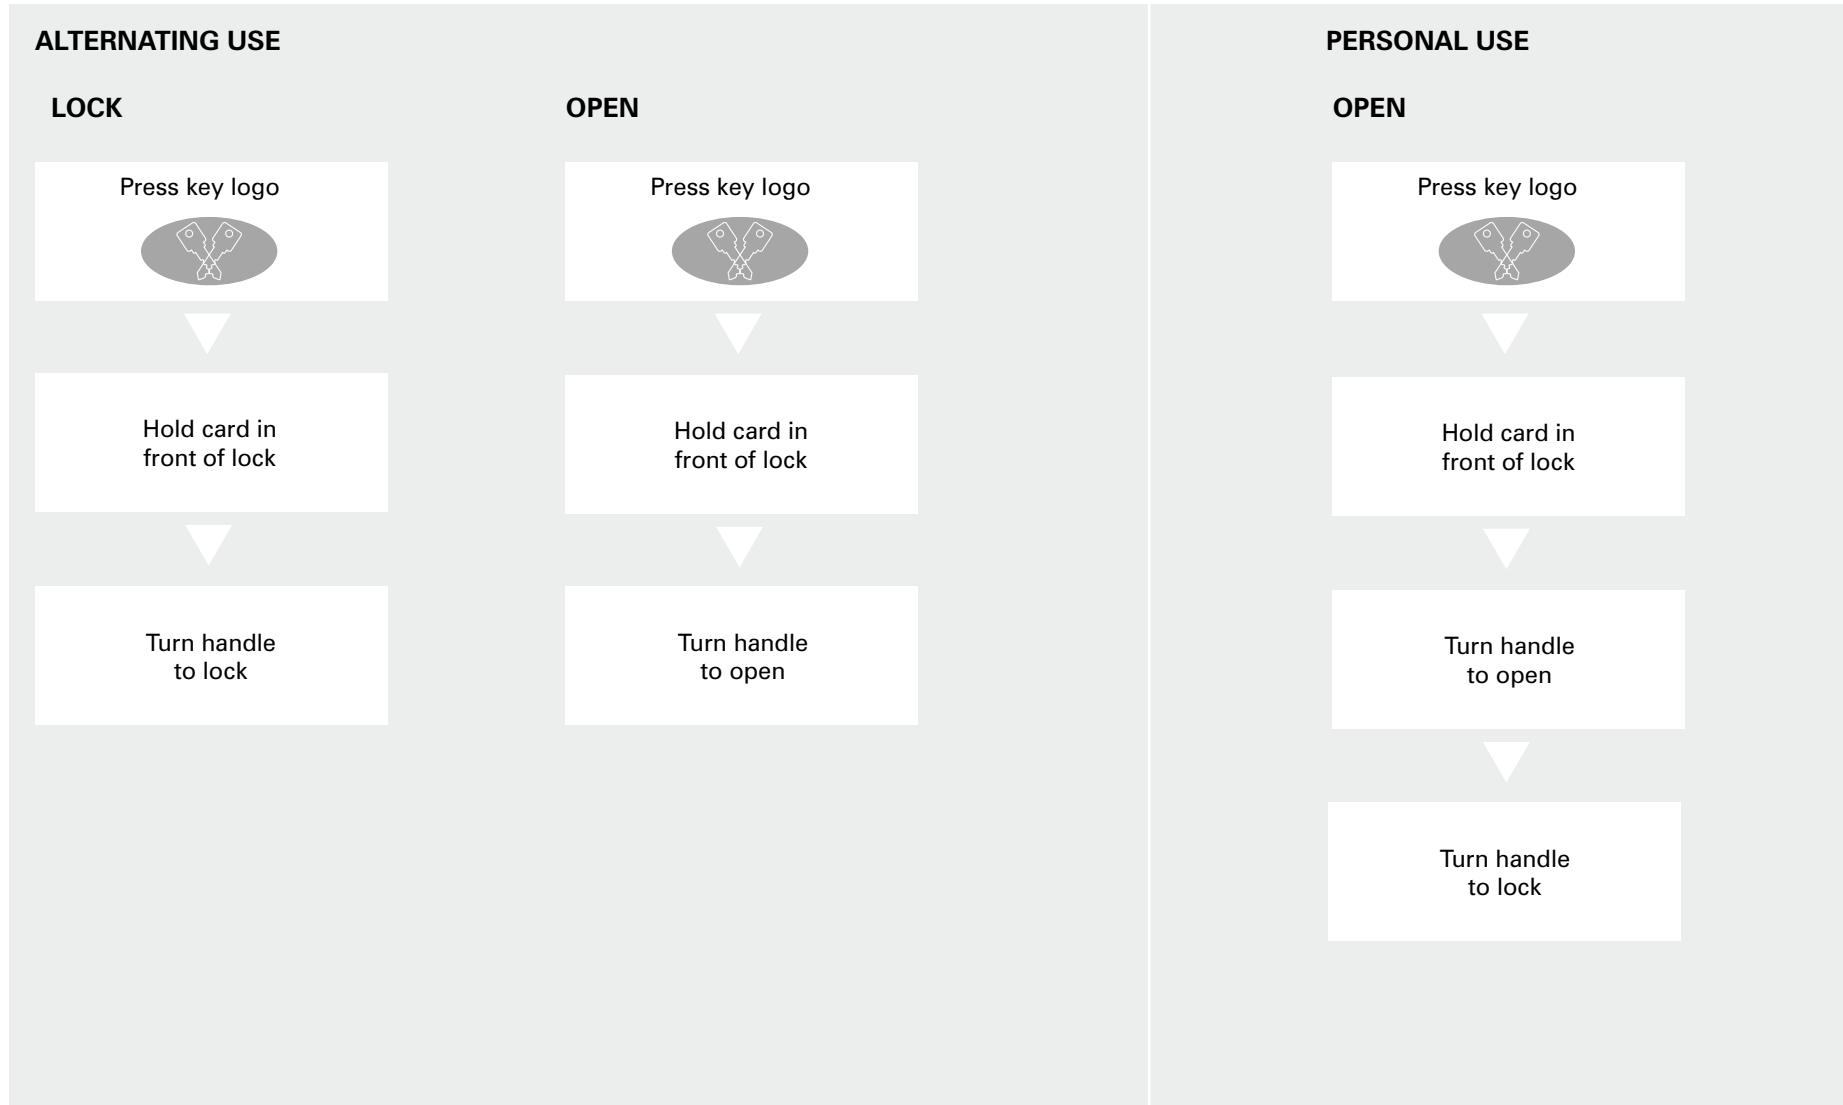 ALTERNATING USE
LOCK
Press key logo
Hold card in
front of lock
Turn handle
to lock
OPEN
Press key logo
Hold card in
front of lock
Turn handle
to open
PERSONAL USE
OPEN
Press key logo
Hold card in
front of lock
Turn handle
to open
Turn handle
to lock